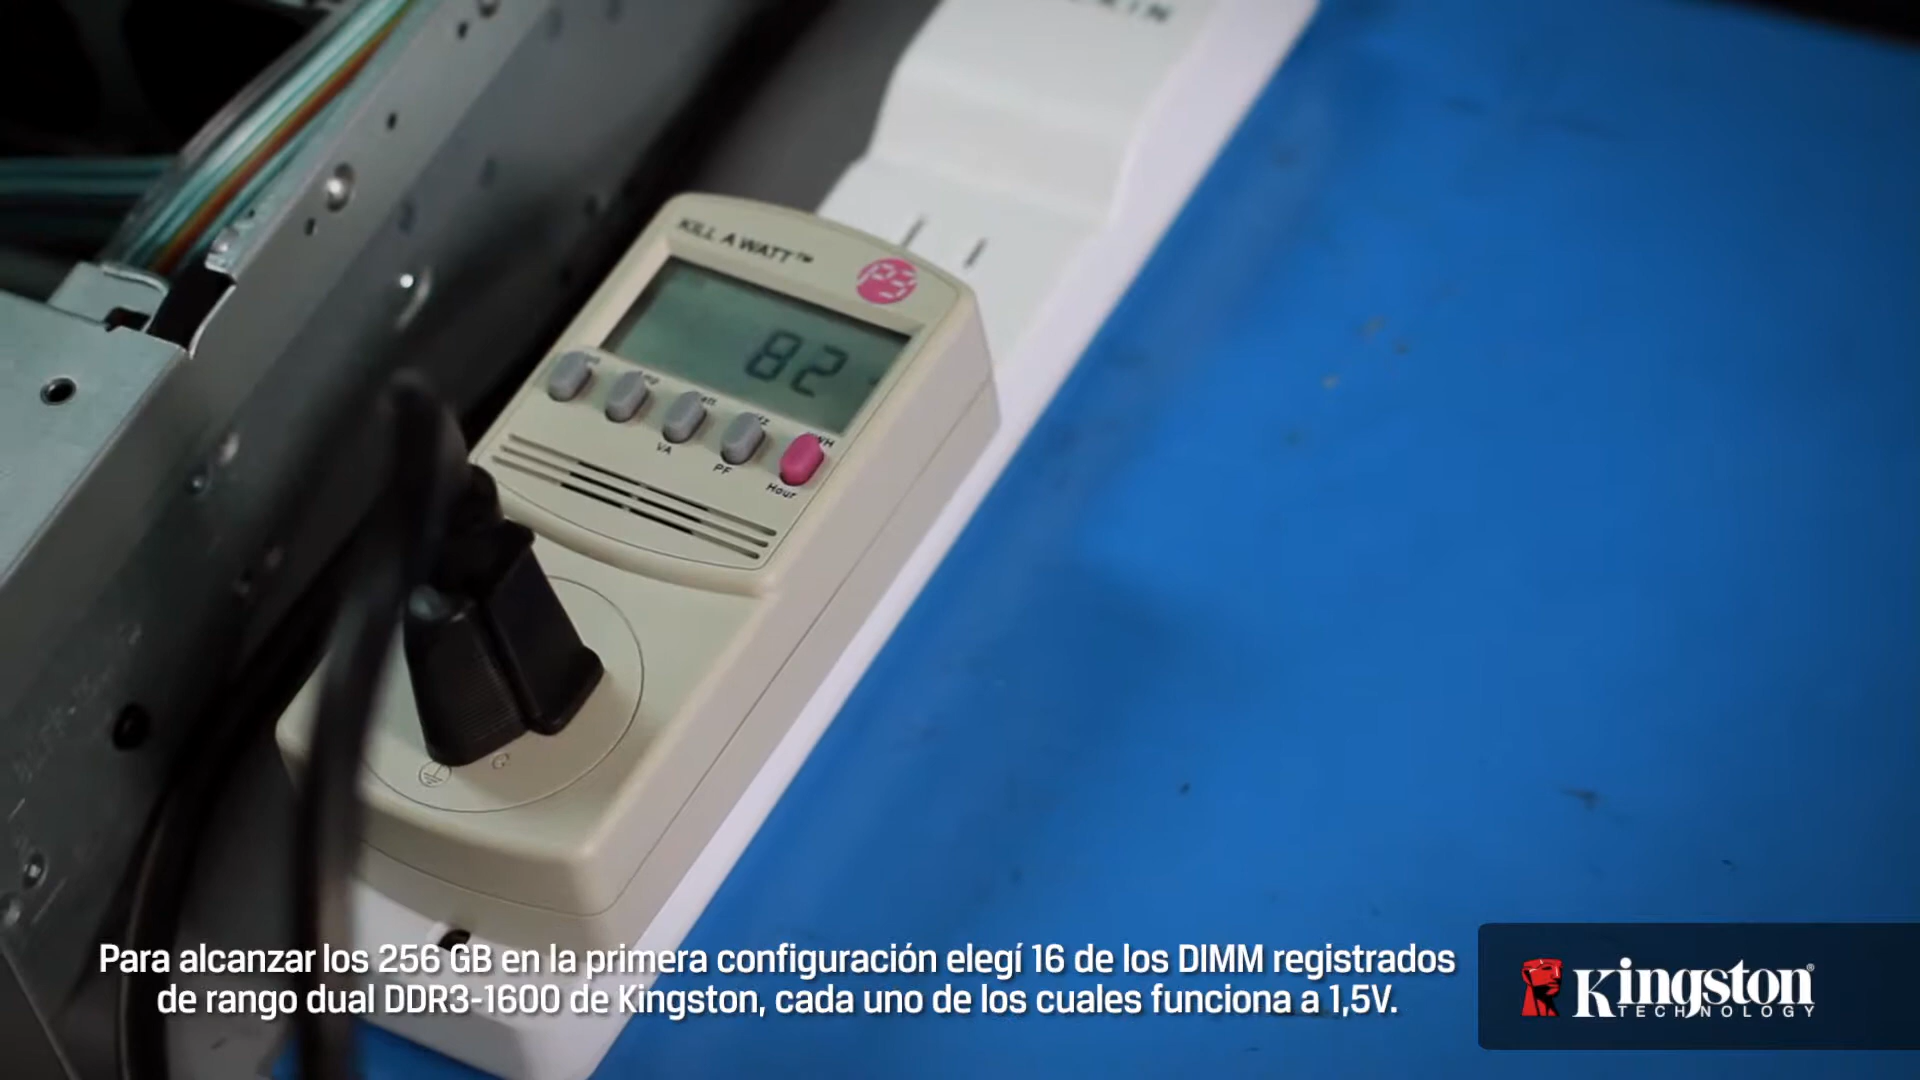 KILL A WATT™
P3
82
VA
PF
Hour
G
Para alcanzar los 256 GB en la primera configuración elegí 16 de los DIMM registrados
de rango dual DDR3-1600 de Kingston, cada uno de los cuales funciona a 1,5V.
Kingston®
TECHNOLOGY